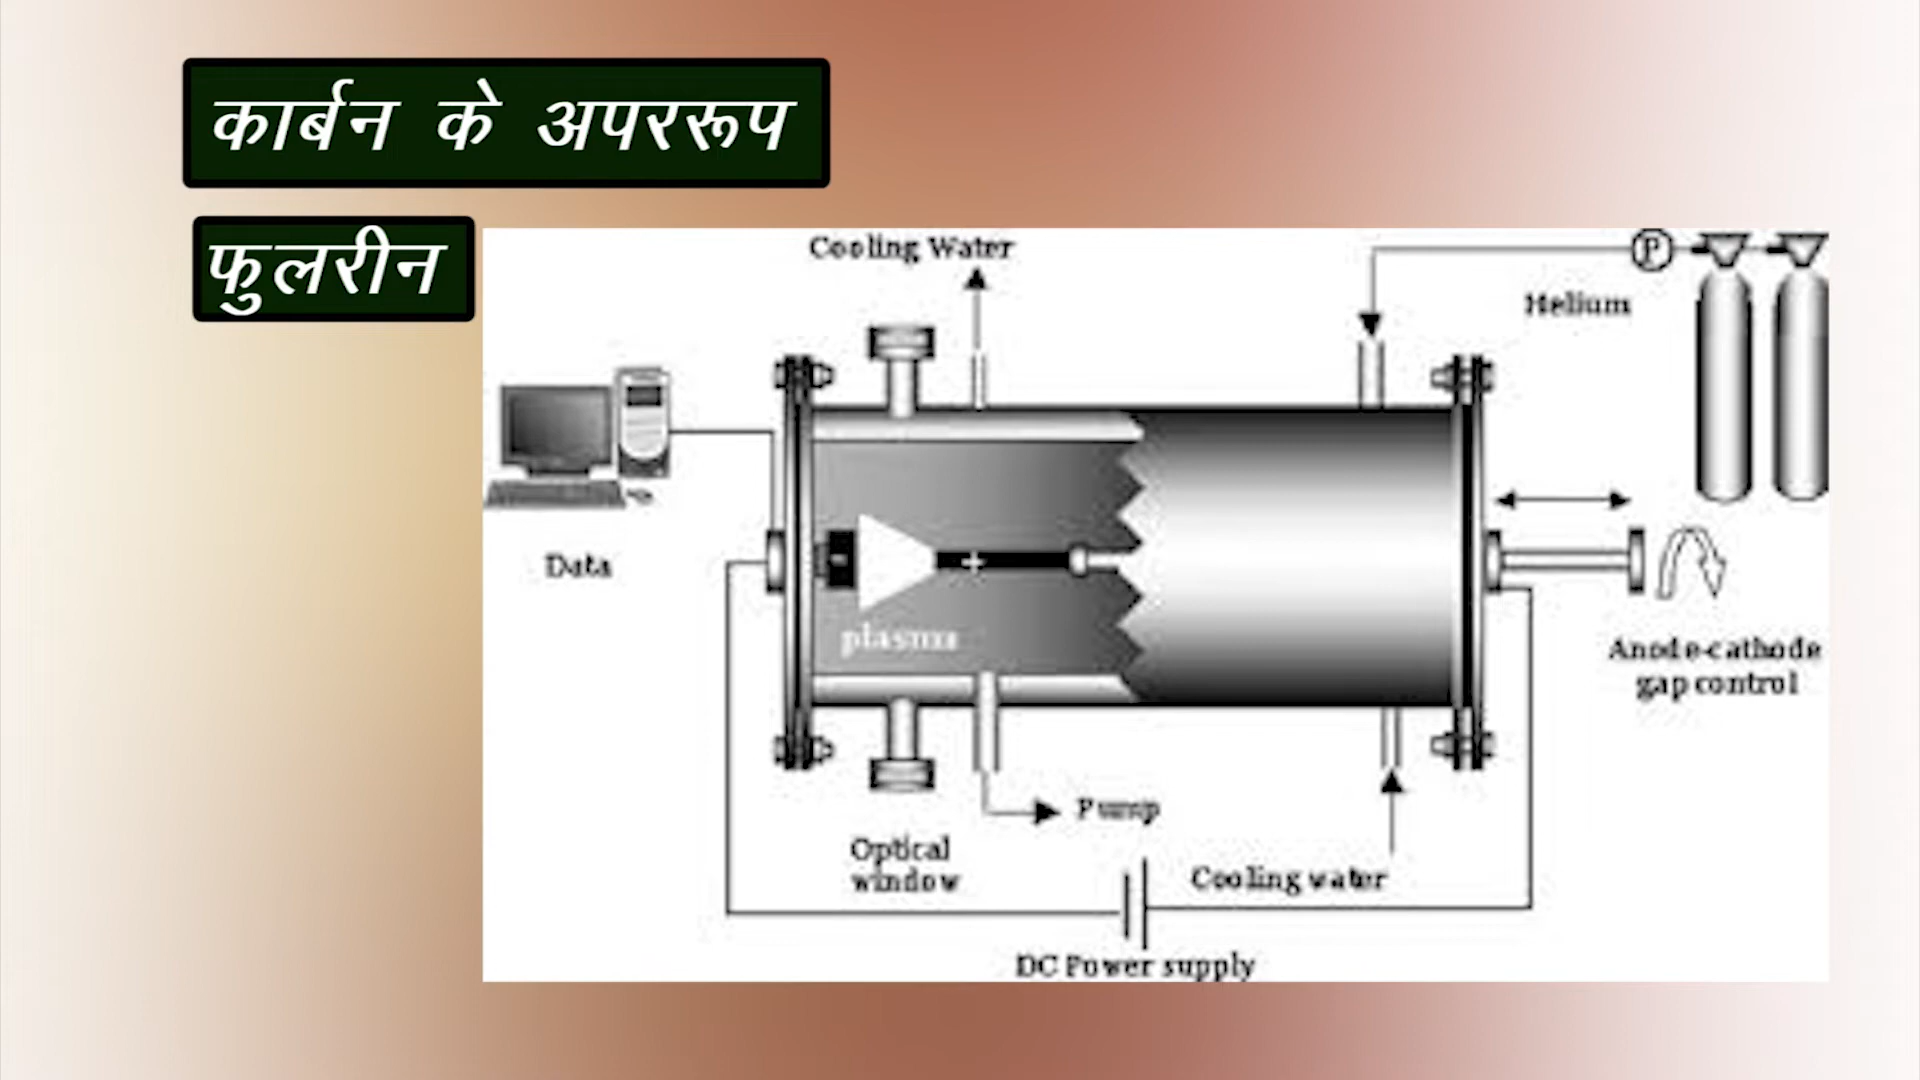 कार्बन के अपररूप
फुलरीन
Cooling Water
P
Helium
Data
plasma
Anode-cathode
gap control
Pump
Optical
window
Cooling water
DC Power supply